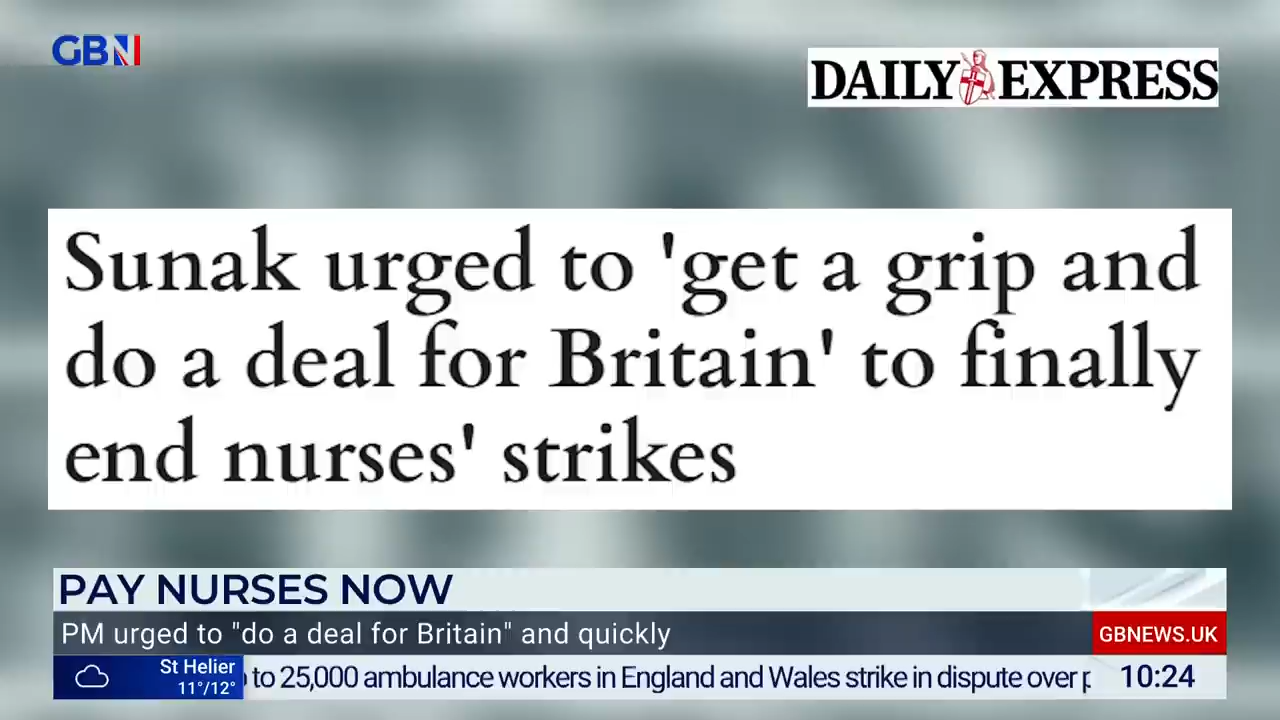 GBN
DAILY EXPRESS
Sunak urged to 'get a grip and
do a deal for Britain' to finally
end nurses' strikes
PAY NURSES NOW
PM urged to "do a deal for Britain" and quickly
GBNEWS.UK
St Helier
11°/12°
to 25,000 ambulance workers in England and Wales strike in dispute over
10:24